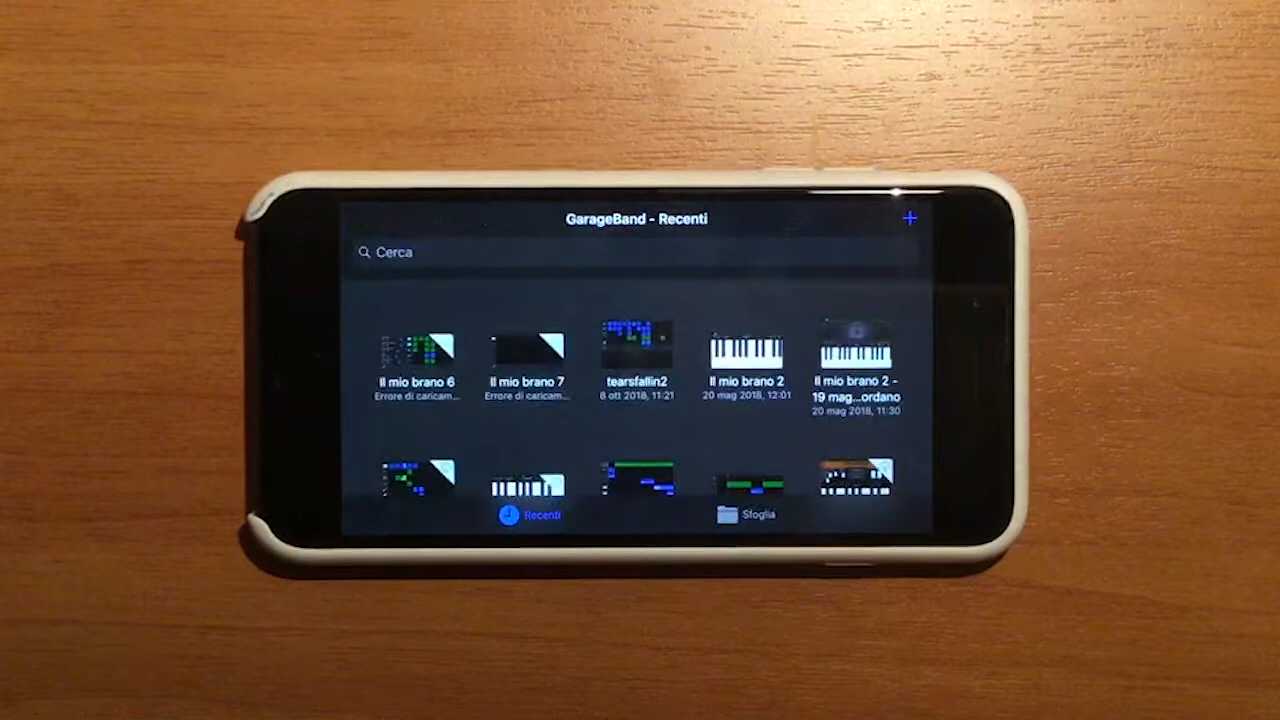 GarageBand - Recenti
Cerca
Il mio brano 6
Errore di caricam...
Il mio brano 7
Errore di caricam...
tearsfallin2
8 ott 2018, 11:21
Il mio brano 2
20 mag 2018, 12:01
Il mio brano 2 -
19 mag...ordano
20 mag 2018, 11:30
Recenti
Sfoglia